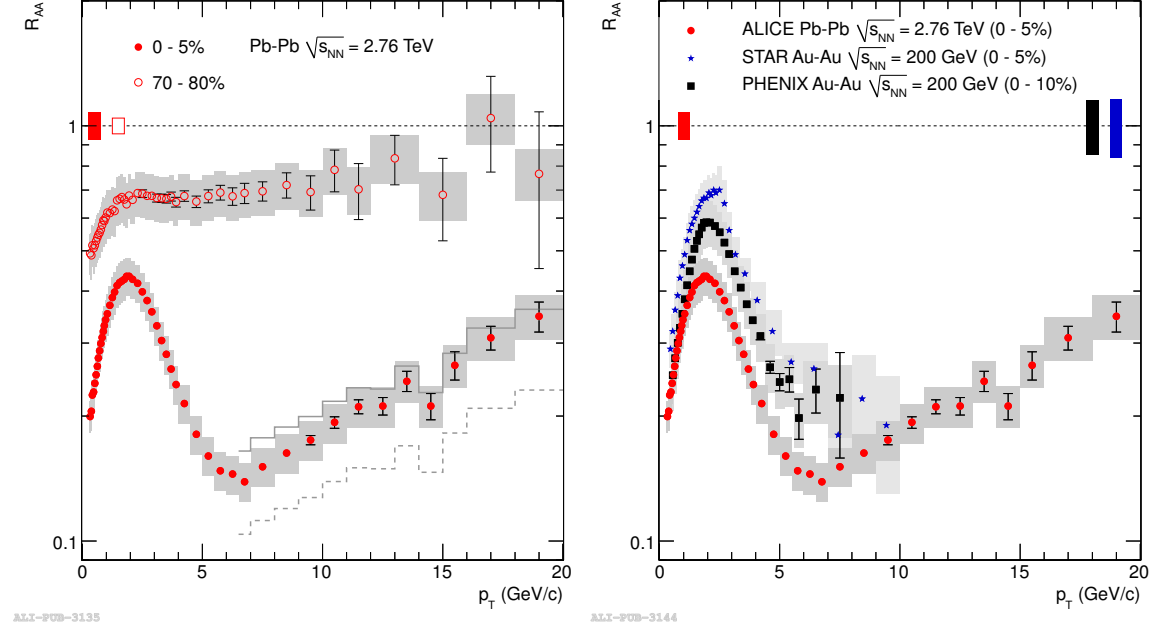 R_AA
0 - 5% Pb-Pb √s_NN = 2.76 TeV
70 - 80%
1
0.1
0 5 10 15 20
p_T (GeV/c)
ALI-PUB-3135
R_AA
ALICE Pb-Pb √s_NN = 2.76 TeV (0 - 5%)
STAR Au-Au √s_NN = 200 GeV (0 - 5%)
PHENIX Au-Au √s_NN = 200 GeV (0 - 10%)
1
0.1
0 5 10 15 20
p_T (GeV/c)
ALI-PUB-3144